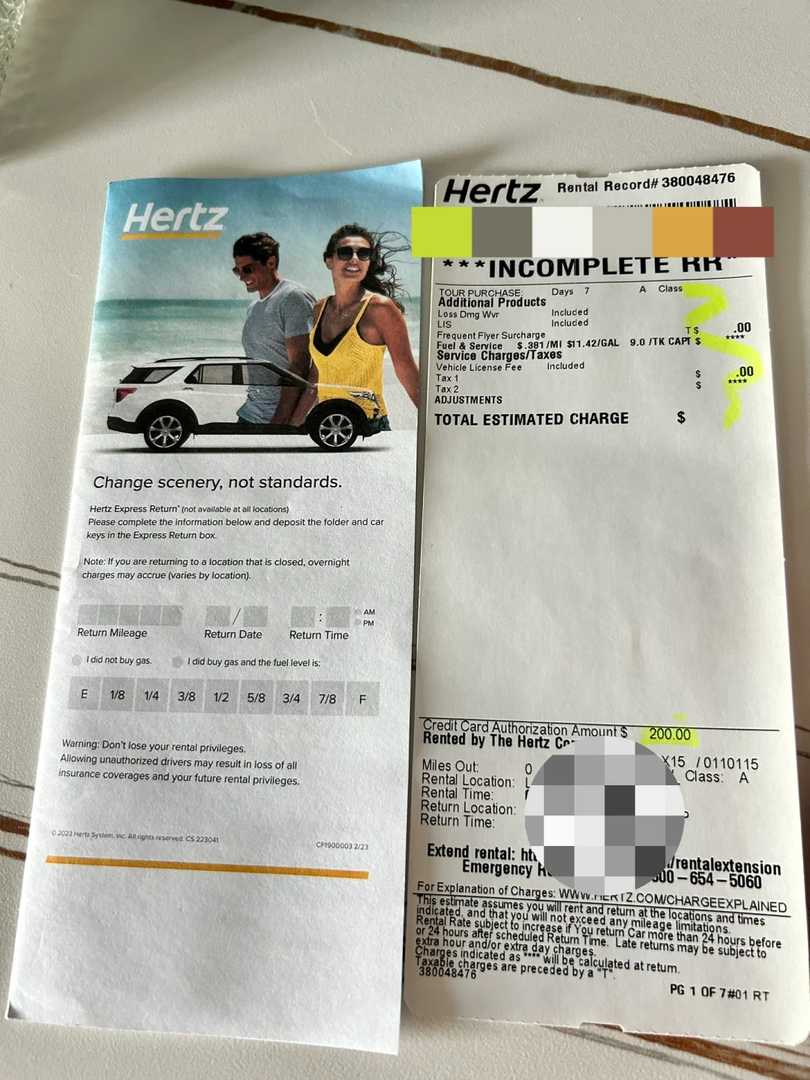 Hertz
Change scenery, not standards.
Hertz Express Return* (not available at all locations)
Please complete the information below and deposit the folder and car
keys in the Express Return box.
Note: If you are returning to a location that is closed, overnight
charges may accrue (varies by location).
/ : AM
PM
Return Mileage Return Date Return Time
I did not buy gas. I did buy gas and the fuel level is:
E 1/8 1/4 3/8 1/2 5/8 3/4 7/8 F
Warning: Don't lose your rental privileges.
Allowing unauthorized drivers may result in loss of all
insurance coverages and your future rental privileges.
© 2023 Hertz System, Inc. All rights reserved. CS 223041
CP1900003 2/23
Hertz Rental Record# 380048476
***INCOMPLETE RR*
TOUR PURCHASE: Days 7 A Class
Additional Products
Loss Dmg Wvr Included
LIS Included
Frequent Flyer Surcharge T $ .00
Fuel & Service $.381/MI $11.42/GAL 9.0 /TK CAPT $ ****
Service Charges/Taxes
Vehicle License Fee Included
Tax 1 $ .00
Tax 2 $ ****
ADJUSTMENTS
TOTAL ESTIMATED CHARGE $
Credit Card Authorization Amount $ 200.00
Rented by The Hertz
X15 / 0110115
Miles Out: 0 Class: A
Rental Location:
Rental Time:
Return Location:
Return Time:
Extend rental: /rentalextension
Emergency 00-654-5060
For Explanation of Charges: WWW.HERTZ.COM/CHARGEEXPLAINED
This estimate assumes you will rent and return at the locations and times
indicated, and that you will not exceed any mileage limitations.
Rental Rate subject to increase if You return Car more than 24 hours before
or 24 hours after scheduled Return Time. Late returns may be subject to
extra hour and/or extra day charges.
Charges indicated as **** will be calculated at return.
Taxable charges are preceded by a "T".
380048476
PG 1 OF 7#01 RT